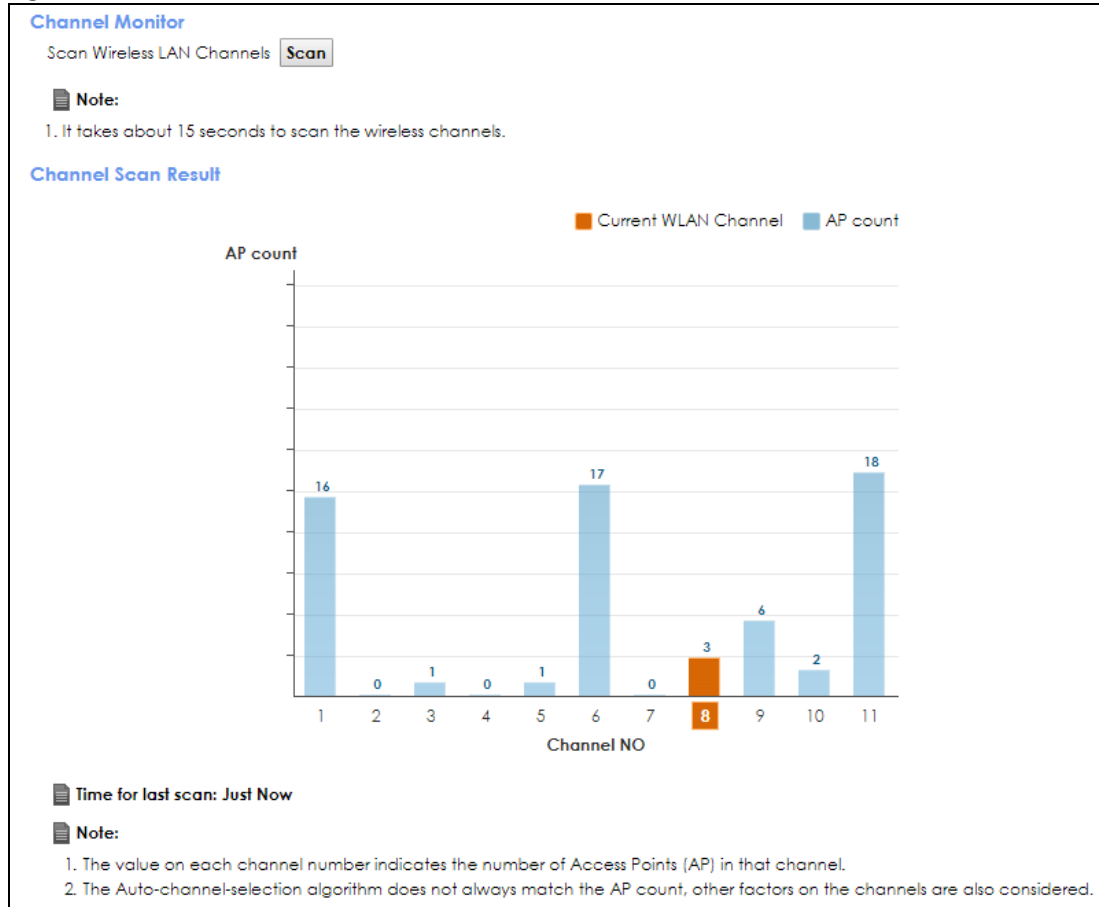 Channel Monitor
Scan Wireless LAN Channels Scan
Note:
1. It takes about 15 seconds to scan the wireless channels.
Channel Scan Result
Current WLAN Channel AP count
AP count
16 0 1 0 1 17 0 3 6 2 18
1 2 3 4 5 6 7 8 9 10 11
Channel NO
Time for last scan: Just Now
Note:
1. The value on each channel number indicates the number of Access Points (AP) in that channel.
2. The Auto-channel-selection algorithm does not always match the AP count, other factors on the channels are also considered.